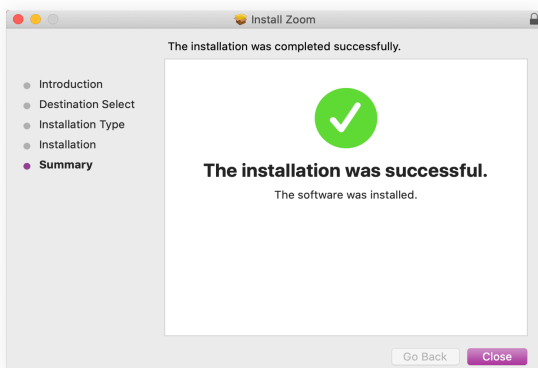 Install Zoom
The installation was completed successfully.
Introduction
Destination Select
Installation Type
Installation
Summary
The installation was successful.
The software was installed.
Go Back
Close